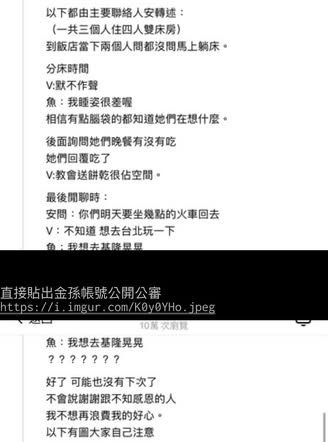 以下都由主要聯絡人安轉述：
（一共三個人住四人雙床房）
到飯店當下兩個人問都沒問馬上躺床。
分床時間
V:默不作聲
魚：我睡姿很差喔
相信有點腦袋的都知道她們在想什麼。
後面詢問她們晚餐有沒有吃
她們回覆吃了
V:教會送餅乾很佔空間。
最後閒聊時：
安問：你們明天要坐幾點的火車回去
V：不知道 想去台北玩一下
魚：我想去基隆晃晃
直接貼出金孫帳號公開公審
https://i.imgur.com/K0y0YHo.jpeg
10萬 次瀏覽
魚：我想去基隆晃晃
？？？？？？？
好了 可能也沒有下次了
不會說謝謝跟不知感恩的人
我不想再浪費我的好心。
以下有圖大家自己注意